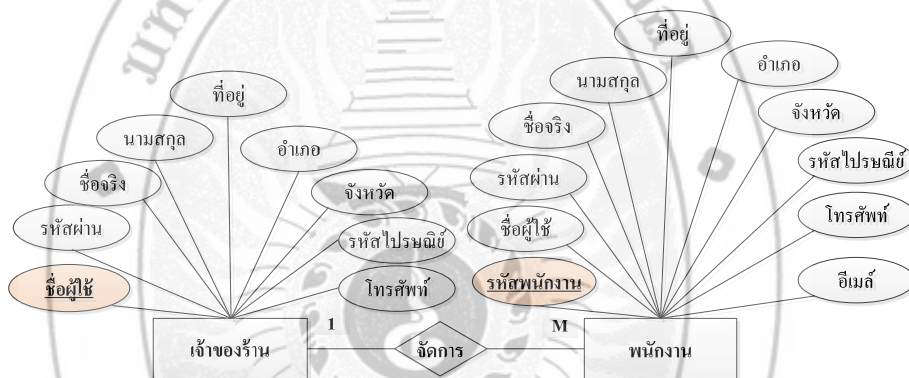 ที่อยู่
นามสกุล
อำเภอ
ชื่อจริง
จังหวัด
รหัสผ่าน
รหัสไปรษณีย์
ชื่อผู้ใช้
โทรศัพท์
เจ้าของร้าน
1
จัดการ
M
ที่อยู่
อำเภอ
นามสกุล
จังหวัด
ชื่อจริง
รหัสไปรษณีย์
รหัสผ่าน
โทรศัพท์
ชื่อผู้ใช้
อีเมล์
รหัสพนักงาน
พนักงาน